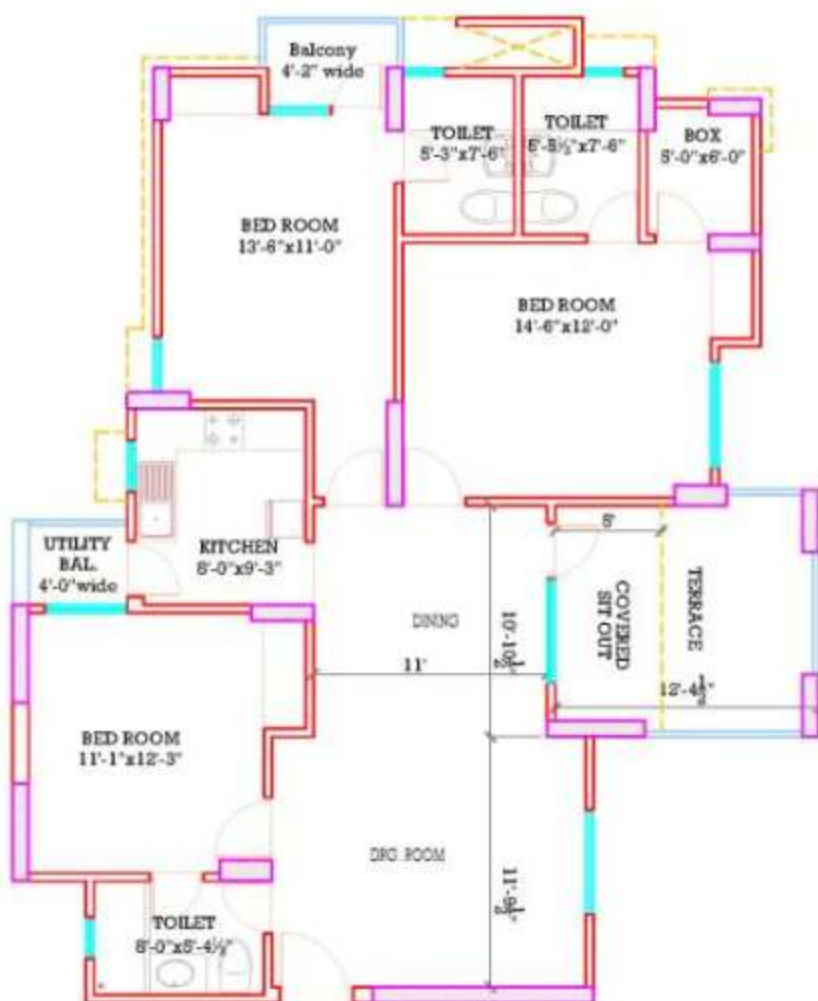 Balcony
4'-2" wide
TOILET
5'-3"x7'-6"
TOILET
5'-5½"x7'-6"
BOX
5'-0"x6'-0"
BED ROOM
13'-6"x11'-0"
BED ROOM
14'-6"x12'-0"
UTILITY
BAL.
4'-0"wide
KITCHEN
8'-0"x9'-3"
DINNG
11'
10'-10½"
5'
COVERED
SIT OUT
TERRACE
12'-4½"
BED ROOM
11'-1"x12'-3"
DRG. ROOM
11'-9½"
TOILET
8'-0"x5'-4½"